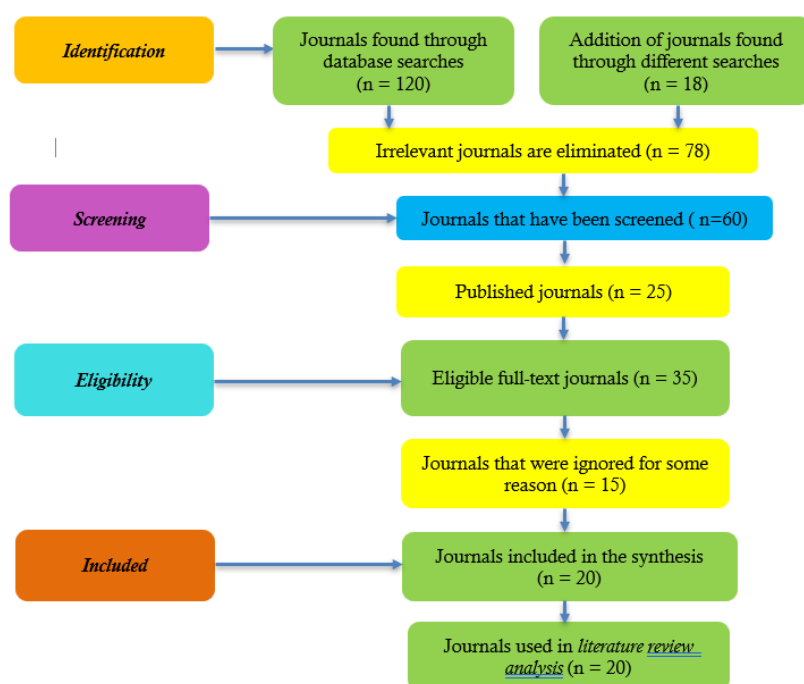 Identification
Journals found through
database searches
(n = 120)
Addition of journals found
through different searches
(n = 18)
Irrelevant journals are eliminated (n = 78)
Screening
Journals that have been screened ( n=60)
Published journals (n = 25)
Eligibility
Eligible full-text journals (n = 35)
Journals that were ignored for some
reason (n = 15)
Included
Journals included in the synthesis
(n = 20)
Journals used in literature review
analysis (n = 20)